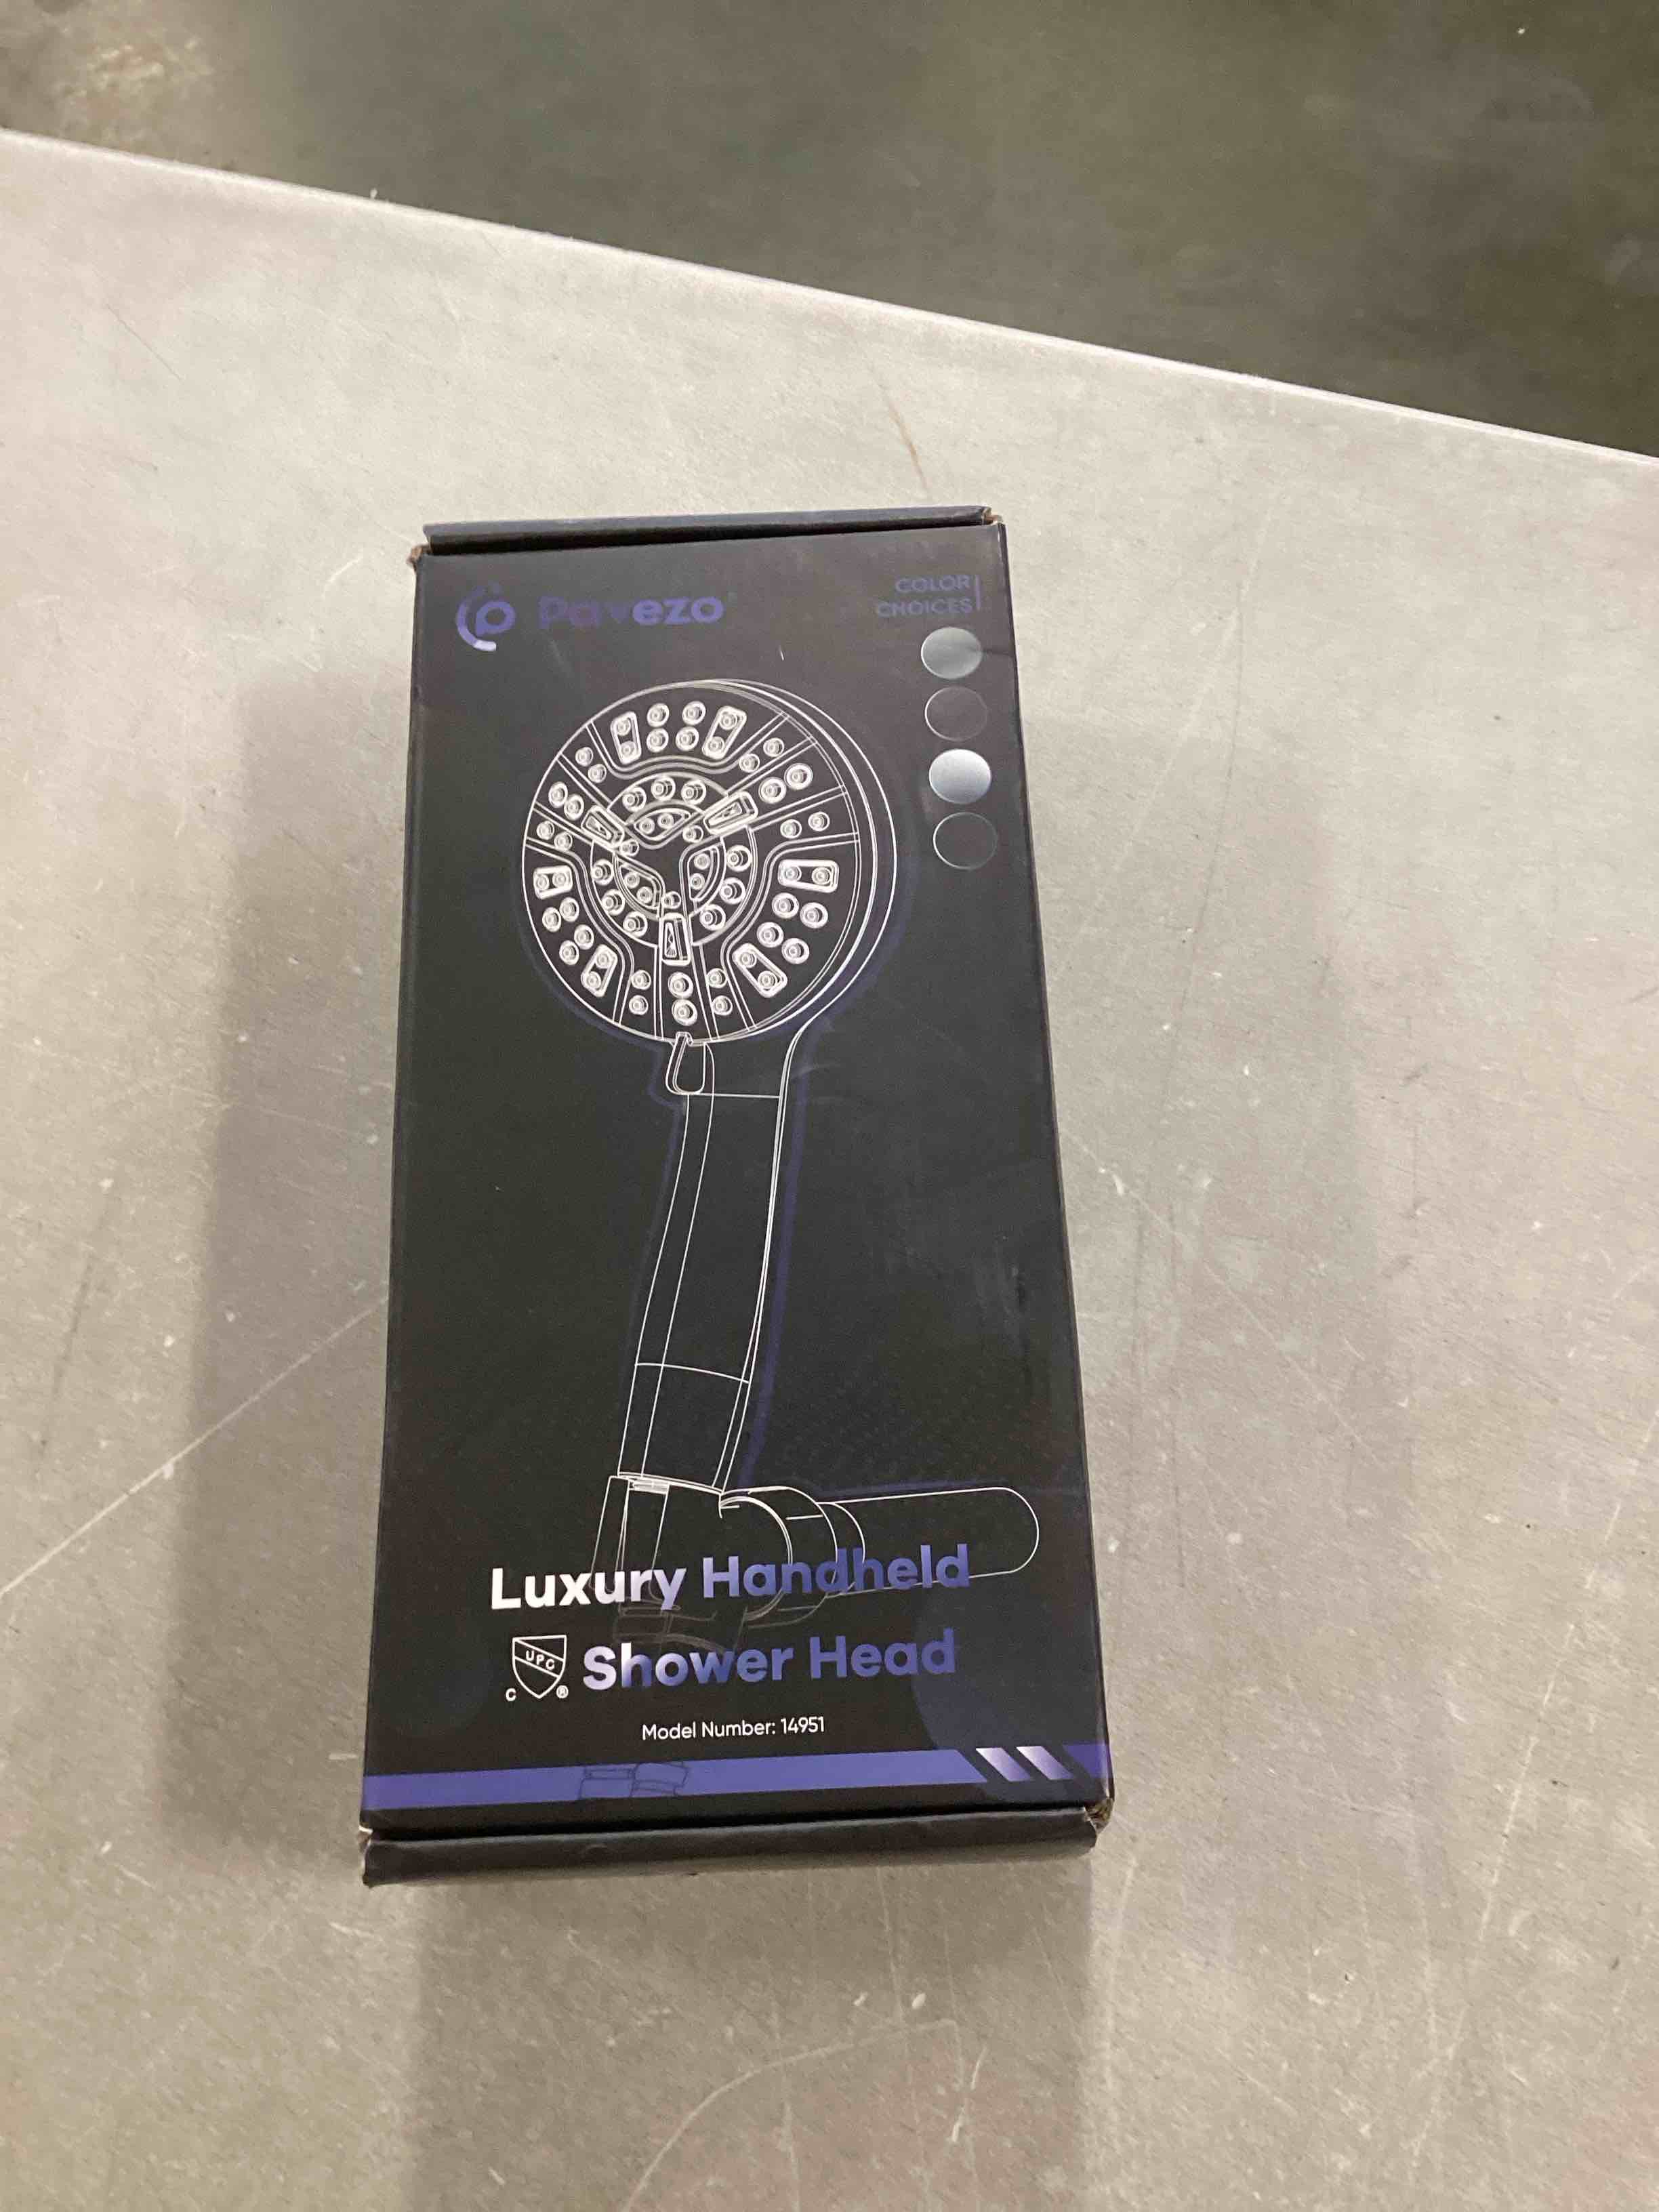 Pavezo
COLOR
CHOICES
Luxury Handheld
UPC
C ®
Shower Head
Model Number: 14951